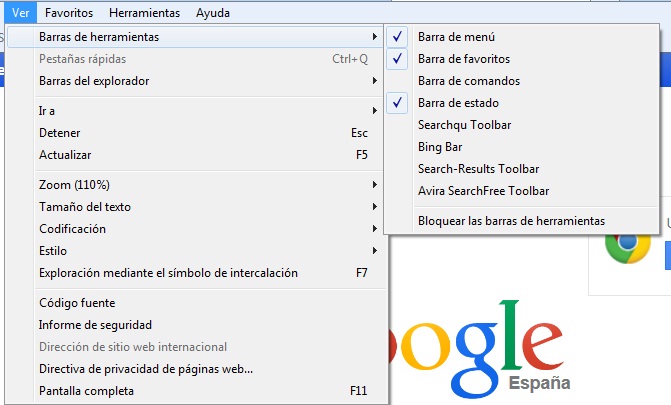 Ver Favoritos Herramientas Ayuda
Barras de herramientas
Pestañas rápidas Ctrl+Q
Barras del explorador
Ir a
Detener Esc
Actualizar F5
Zoom (110%)
Tamaño del texto
Codificación
Estilo
Exploración mediante el símbolo de intercalación F7
Código fuente
Informe de seguridad
Dirección de sitio web internacional
Directiva de privacidad de páginas web...
Pantalla completa F11
Barra de menú
Barra de favoritos
Barra de comandos
Barra de estado
Searchqu Toolbar
Bing Bar
Search-Results Toolbar
Avira SearchFree Toolbar
Bloquear las barras de herramientas
ogle
España